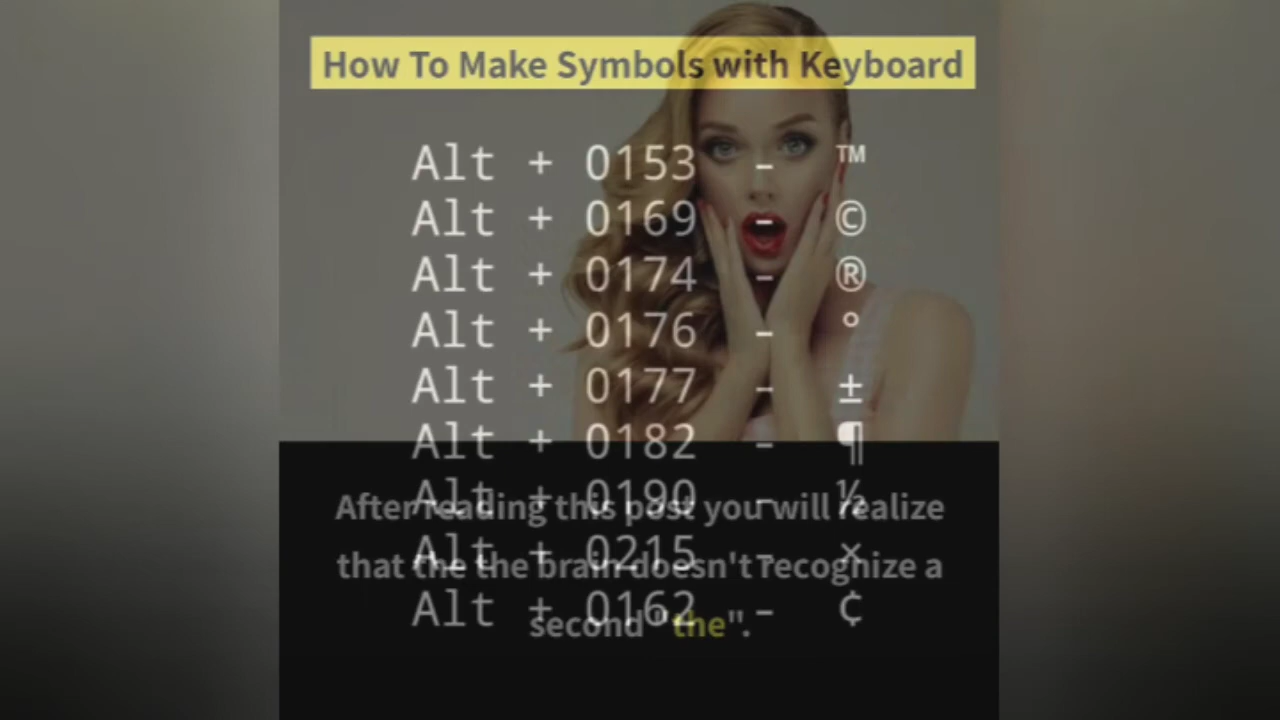 How To Make Symbols with Keyboard
Alt + 0153 - ™
Alt + 0169 - ©
Alt + 0174 - ®
Alt + 0176 - °
Alt + 0177 - ±
Alt + 0182 - ¶
Alt + 0190 - ½
After reading this post you will realize
Alt + 0215 - ×
that the the brain doesn't recognize a
Alt + 0162 - ¢
second "the".